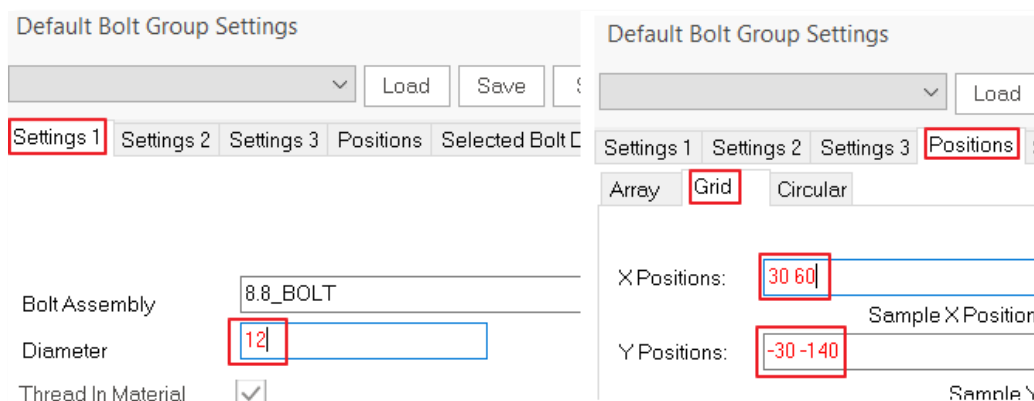 Default Bolt Group Settings
Load Save
Settings 1 Settings 2 Settings 3 Positions Selected Bolt
Bolt Assembly 8.8_BOLT
Diameter 12
Thread In Material
Default Bolt Group Settings
Load
Settings 1 Settings 2 Settings 3 Positions
Array Grid Circular
X Positions: 30 60
Sample X Position
Y Positions: -30 -140
Sample